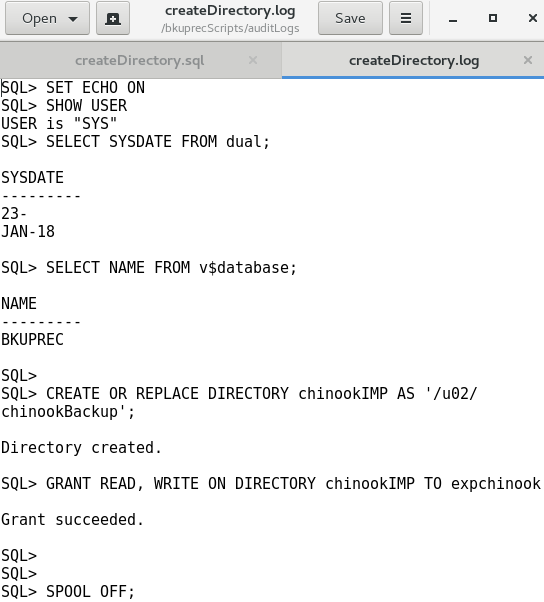 Open
createDirectory.log
/bkuprecScripts/auditLogs
Save
createDirectory.sql
createDirectory.log
SQL> SET ECHO ON
SQL> SHOW USER
USER is "SYS"
SQL> SELECT SYSDATE FROM dual;
SYSDATE
---------
23-
JAN-18
SQL> SELECT NAME FROM v$database;
NAME
---------
BKUPREC
SQL>
SQL> CREATE OR REPLACE DIRECTORY chinookIMP AS '/u02/
chinookBackup';
Directory created.
SQL> GRANT READ, WRITE ON DIRECTORY chinookIMP TO expchinook
Grant succeeded.
SQL>
SQL>
SQL> SPOOL OFF;